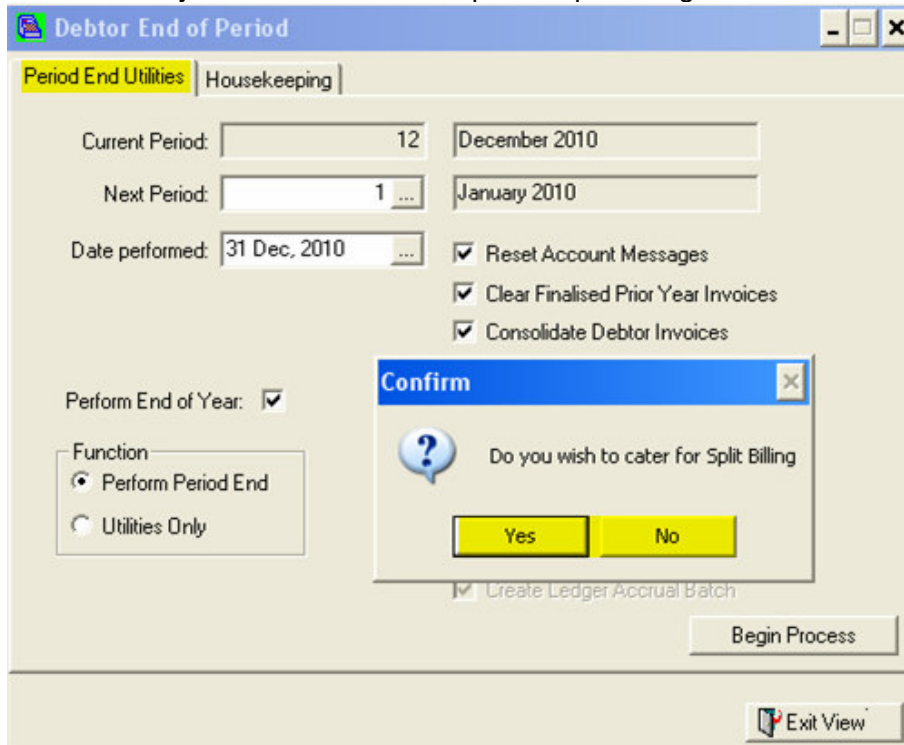 Debtor End of Period
Period End Utilities Housekeeping
Current Period: 12 December 2010
Next Period: 1 ... January 2010
Date performed: 31 Dec, 2010 ...
Reset Account Messages
Clear Finalised Prior Year Invoices
Consolidate Debtor Invoices
Perform End of Year:
Function
Perform Period End
Utilities Only
Confirm
Do you wish to cater for Split Billing
Yes No
Create Ledger Accrual Batch
Begin Process
Exit View